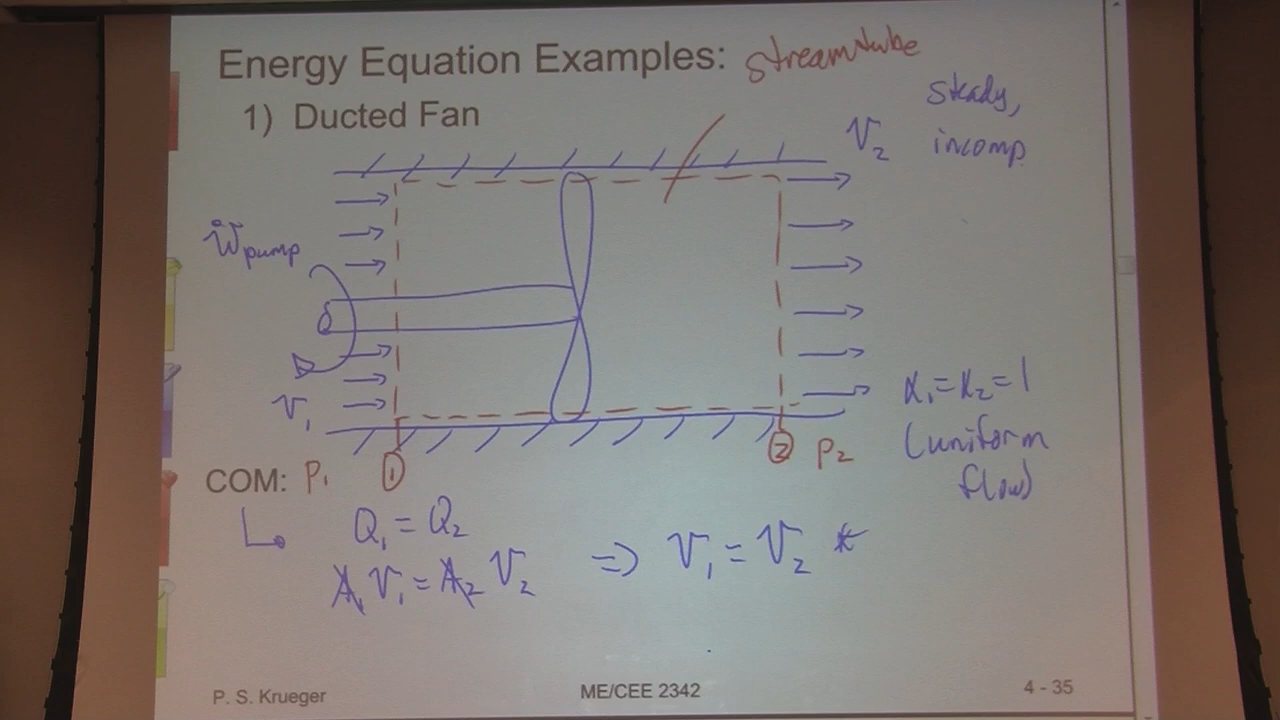 Energy Equation Examples: streamtube
1) Ducted Fan
steady,
incomp.
V₂
Ẇpump
V₁
α₁=α₂=1
(uniform
flow)
① ② P₂
COM: P₁
Q₁ = Q₂
A₁V₁ = A₂V₂ ⇒ V₁ = V₂ *
P. S. Krueger ME/CEE 2342 4 - 35